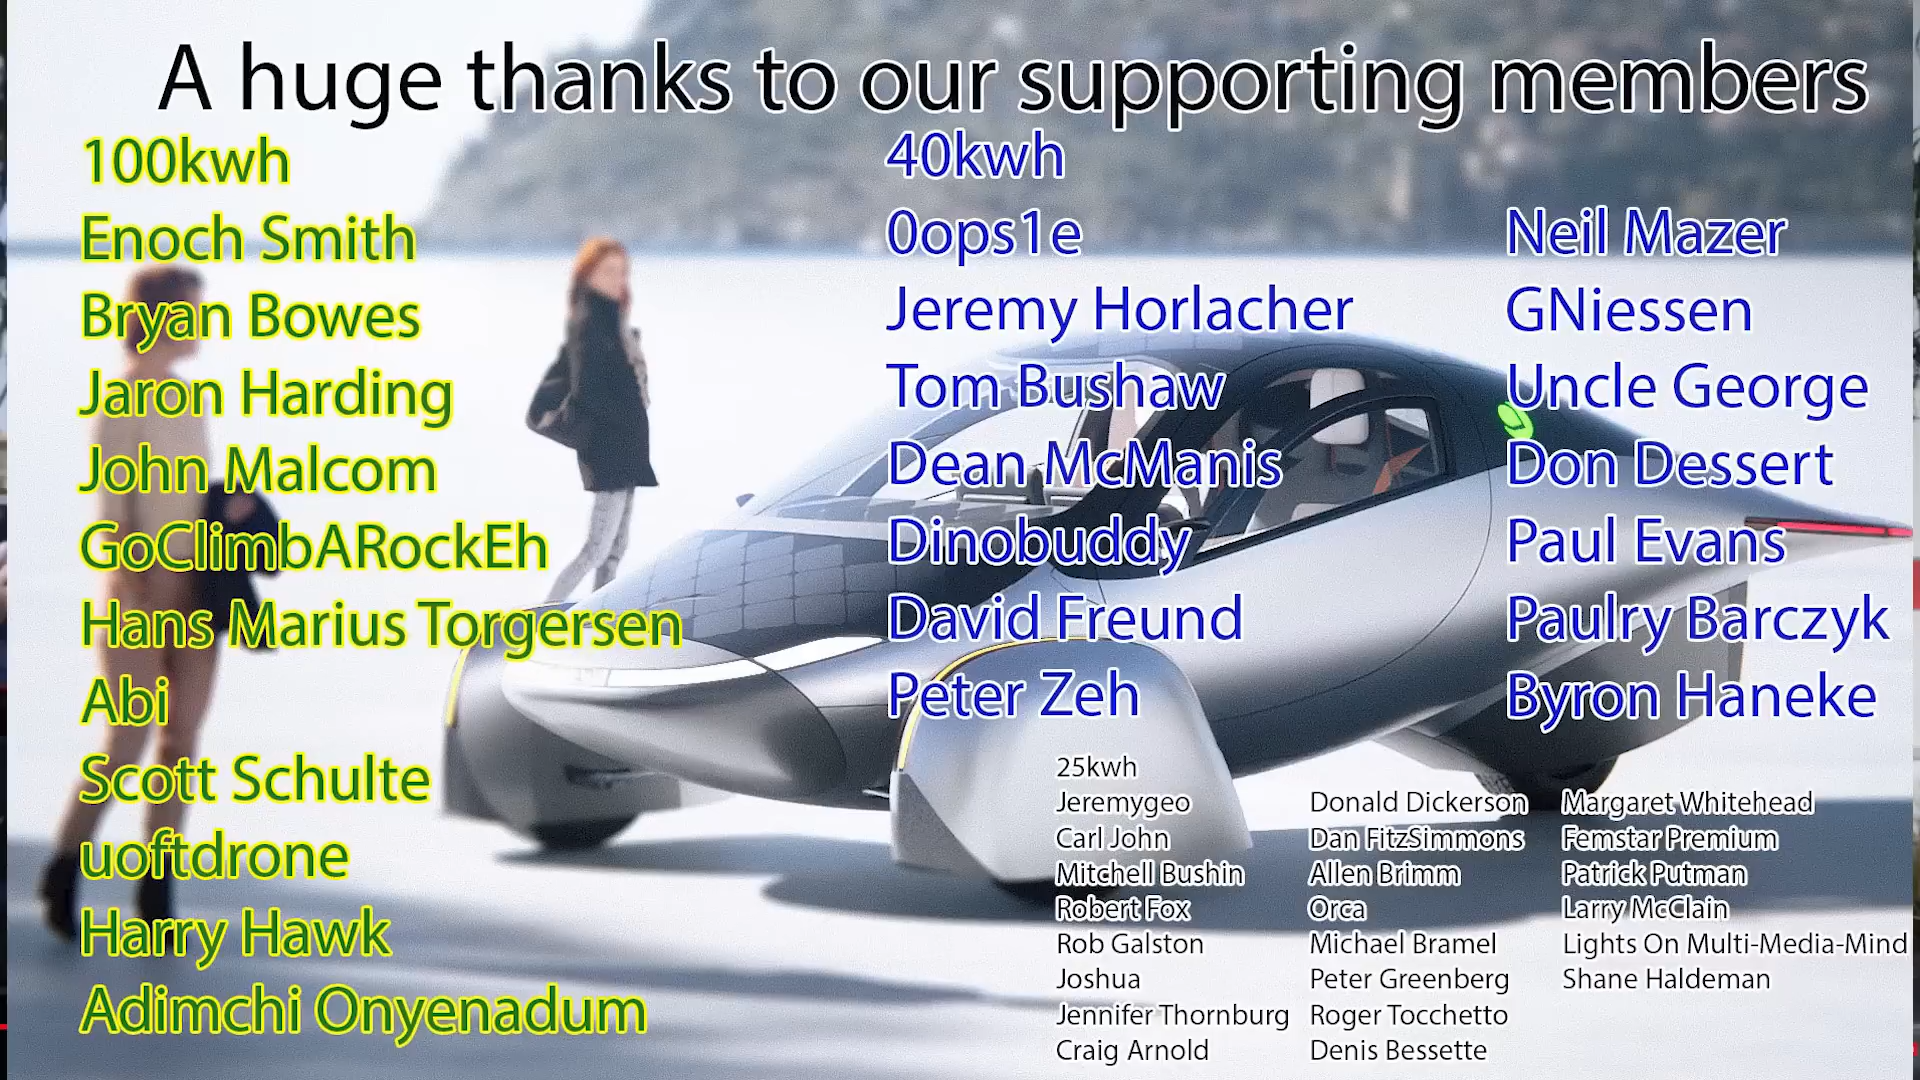 A huge thanks to our supporting members
100kwh
Enoch Smith
Bryan Bowes
Jaron Harding
John Malcom
GoClimbARockEh
Hans Marius Torgersen
Abi
Scott Schulte
uoftdrone
Harry Hawk
Adimchi Onyenadum
40kwh
0ops1e
Jeremy Horlacher
Tom Bushaw
Dean McManis
Dinobuddy
David Freund
Peter Zeh
Neil Mazer
GNiessen
Uncle George
Don Dessert
Paul Evans
Paulry Barczyk
Byron Haneke
25kwh
Jeremygeo
Carl John
Mitchell Bushin
Robert Fox
Rob Galston
Joshua
Jennifer Thornburg
Craig Arnold
Donald Dickerson
Dan FitzSimmons
Allen Brimm
Orca
Michael Bramel
Peter Greenberg
Roger Tocchetto
Denis Bessette
Margaret Whitehead
Femstar Premium
Patrick Putman
Larry McClain
Lights On Multi-Media-Mind
Shane Haldeman